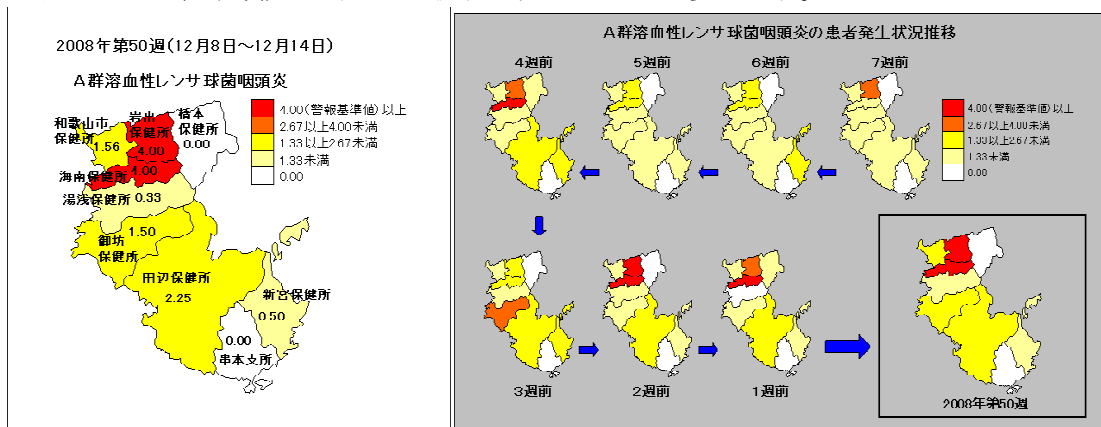 2008年第50週(12月8日～12月14日)
A群溶血性レンサ球菌咽頭炎
4.00(警報基準値)以上
2.67以上4.00未満
1.33以上2.67未満
1.33未満
0.00
和歌山市
保健所
1.56
岩出
保健所
4.00
橋本
保健所
0.00
海南保健所
4.00
湯浅保健所
0.33
御坊
保健所
1.50
田辺保健所
2.25
新宮保健所
0.50
0.00
串本支所
A群溶血性レンサ球菌咽頭炎の患者発生状況推移
4週前
5週前
6週前
7週前
4.00(警報基準値)以上
2.67以上4.00未満
1.33以上2.67未満
1.33未満
0.00
3週前
2週前
1週前
2008年第50週